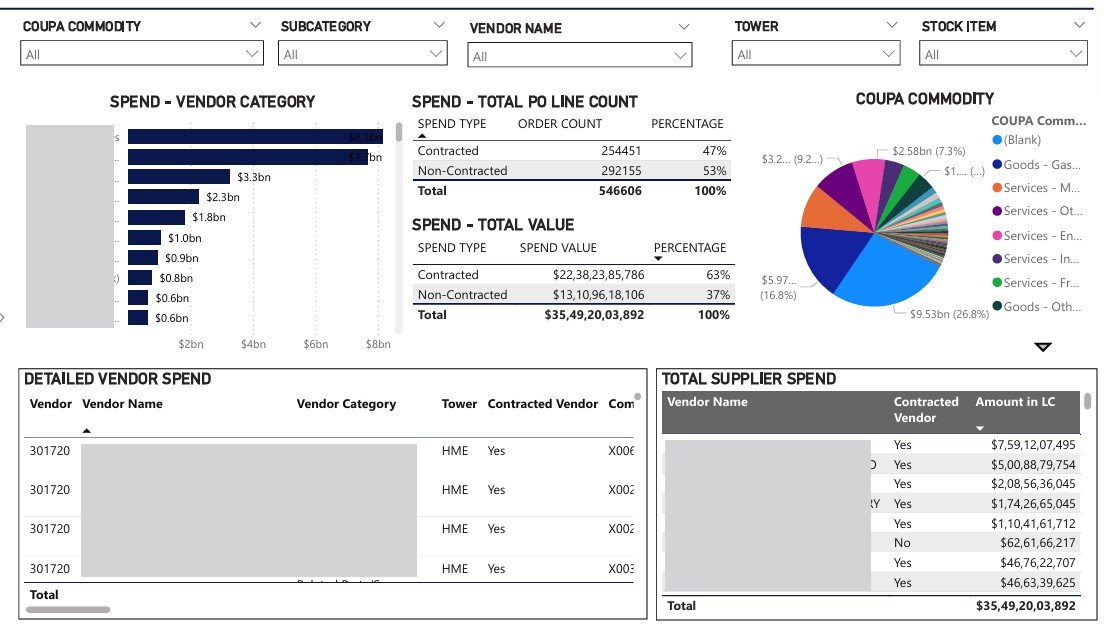 COUPA COMMODITY
All
SUBCATEGORY
All
VENDOR NAME
All
TOWER
All
STOCK ITEM
All
SPEND - VENDOR CATEGORY
s
$8.1bn
..
$7.7bn
$3.3bn
..
$2.3bn
$1.8bn
..
$1.0bn
..
$0.9bn
$0.8bn
..
$0.6bn
..
$0.6bn
$2bn $4bn $6bn $8bn
SPEND - TOTAL PO LINE COUNT
SPEND TYPE ORDER COUNT PERCENTAGE
Contracted 254451 47%
Non-Contracted 292155 53%
Total 546606 100%
SPEND - TOTAL VALUE
SPEND TYPE SPEND VALUE PERCENTAGE
Contracted $22,38,23,85,786 63%
Non-Contracted $13,10,96,18,106 37%
Total $35,49,20,03,892 100%
COUPA COMMODITY
$3.2... (9.2...)
$2.58bn (7.3%)
$1.... (...)
$5.97...
(16.8%)
$9.53bn (26.8%)
COUPA Comm...
(Blank)
Goods - Gas...
Services - M...
Services - Ot...
Services - En...
Services - In...
Services - Fr...
Goods - Oth...
DETAILED VENDOR SPEND
Vendor Vendor Name Vendor Category Tower Contracted Vendor Com
301720 HME Yes X006
301720 HME Yes X002
301720 HME Yes X002
301720 HME Yes X003
Total
TOTAL SUPPLIER SPEND
Vendor Name Contracted Vendor Amount in LC
Yes $7,59,12,07,495
Yes $5,00,88,79,754
Yes $2,08,56,36,045
RY Yes $1,74,26,65,045
Yes $1,10,41,61,712
No $62,61,66,217
Yes $46,76,22,707
Yes $46,63,39,625
Total $35,49,20,03,892